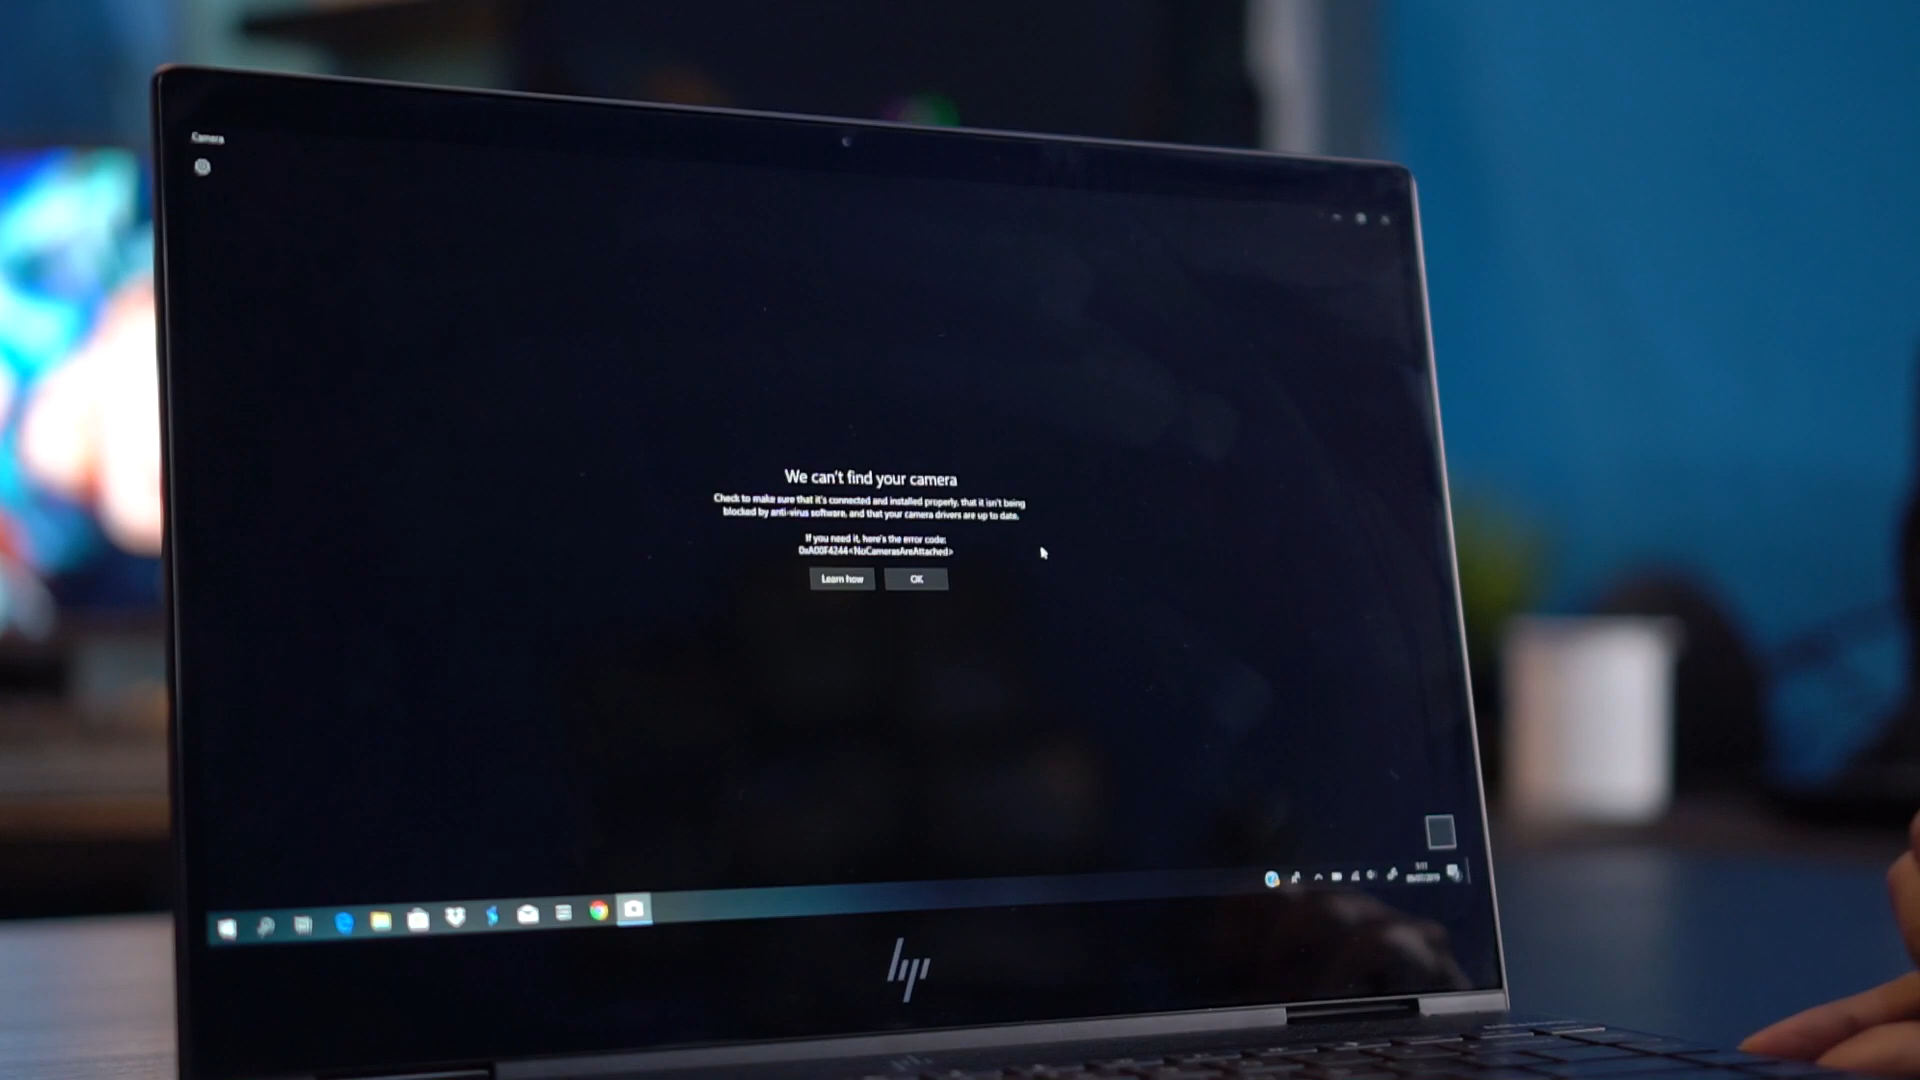 Camera
We can't find your camera
Check to make sure that it's connected and installed properly, that it isn't being
blocked by anti-virus software, and that your camera drivers are up to date.
If you need it, here's the error code:
0xA00F4244<NoCamerasAreAttached>
Learn how OK
hp